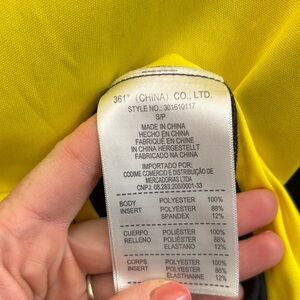 361° (CHINA) CO., LTD.
STYLE NO.: 361610117
S/P
MADE IN CHINA
HECHO EN CHINA
FABRIQUÉ EN CHINE
IN CHINA HERGESTELLT
FABRICADO NA CHINA
IMPORTADO POR:
CODIME COMERCIO E DISTRIBUIÇÃO DE
MERCADORIAS LTDA
CNPJ: 08.283.205/0001-33
BODY POLYESTER 100%
INSERT POLYESTER 88%
SPANDEX 12%
CUERPO POLIÉSTER 100%
RELLENO POLIÉSTER 88%
ELASTANO 12%
CORPS POLYESTER 100%
INSERT POLYESTER 88%
ÉLASTHANNE 12%